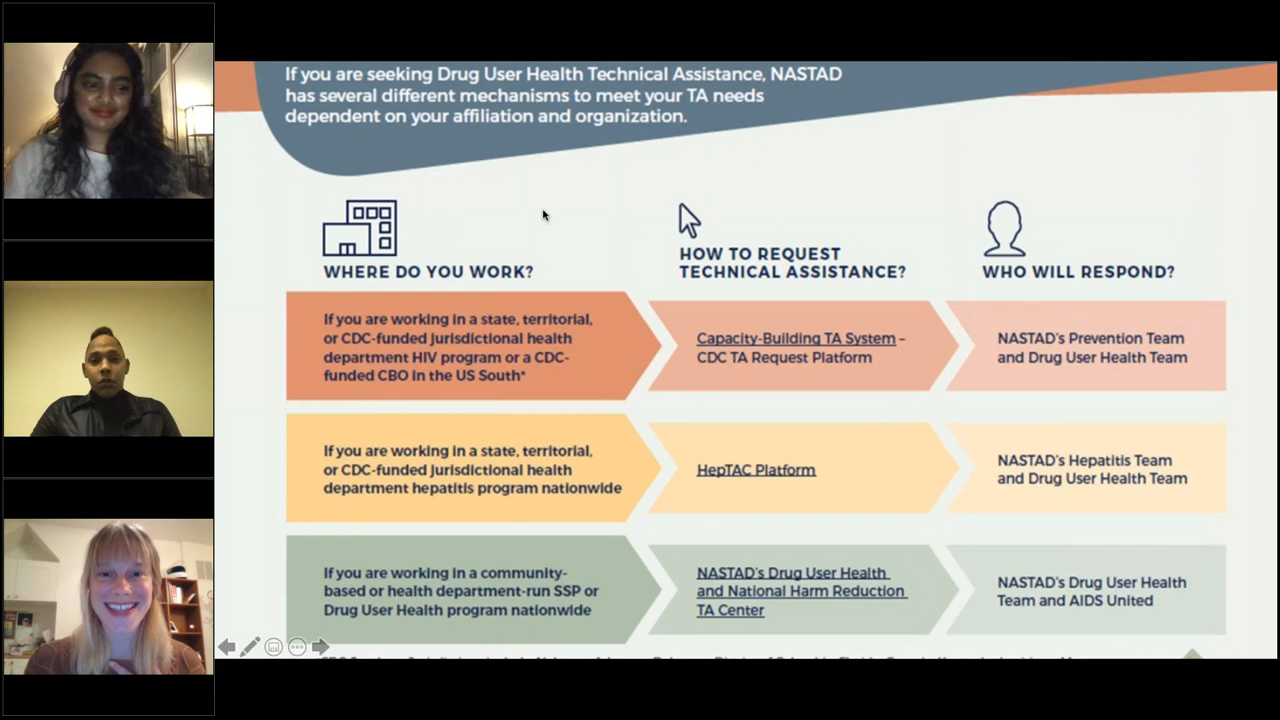 If you are seeking Drug User Health Technical Assistance, NASTAD
has several different mechanisms to meet your TA needs
dependent on your affiliation and organization.
WHERE DO YOU WORK?
HOW TO REQUEST
TECHNICAL ASSISTANCE?
WHO WILL RESPOND?
If you are working in a state, territorial,
or CDC-funded jurisdictional health
department HIV program or a CDC-
funded CBO in the US South*
Capacity-Building TA System –
CDC TA Request Platform
NASTAD's Prevention Team
and Drug User Health Team
If you are working in a state, territorial,
or CDC-funded jurisdictional health
department hepatitis program nationwide
HepTAC Platform
NASTAD's Hepatitis Team
and Drug User Health Team
If you are working in a community-
based or health department-run SSP or
Drug User Health program nationwide
NASTAD's Drug User Health
and National Harm Reduction
TA Center
NASTAD's Drug User Health
Team and AIDS United